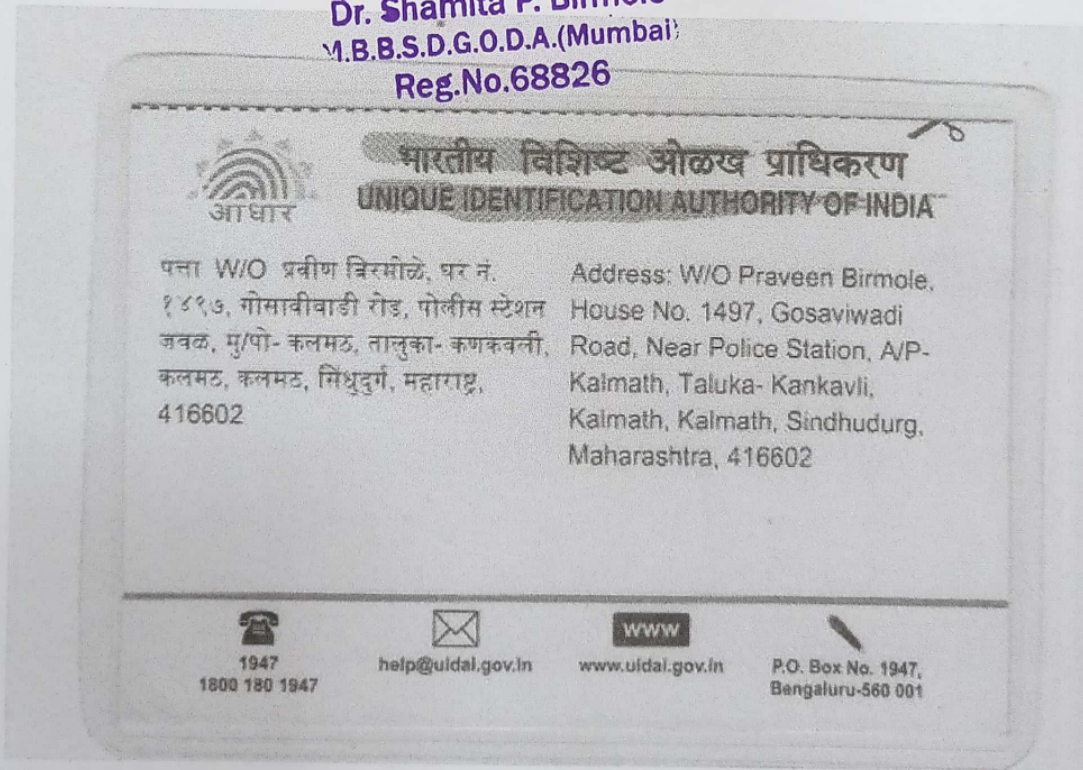 Dr. Shamita P. Birmole
M.B.B.S.D.G.O.D.A.(Mumbai)
Reg.No.68826
आधार
भारतीय विशिष्ट ओळख प्राधिकरण
UNIQUE IDENTIFICATION AUTHORITY OF INDIA
पत्ता W/O प्रवीण बिरमोळे, घर नं.
१४९७, गोसावीवाडी रोड, पोलीस स्टेशन
जवळ, मु/पो- कलमठ, तालुका- कणकवली,
कलमठ, कलमठ, सिंधुदुर्ग, महाराष्ट्र,
416602
Address: W/O Praveen Birmole,
House No. 1497, Gosaviwadi
Road, Near Police Station, A/P-
Kalmath, Taluka- Kankavli,
Kalmath, Kalmath, Sindhudurg,
Maharashtra, 416602
1947
1800 180 1947
help@uidai.gov.in
WWW
www.uidai.gov.in
P.O. Box No. 1947,
Bengaluru-560 001